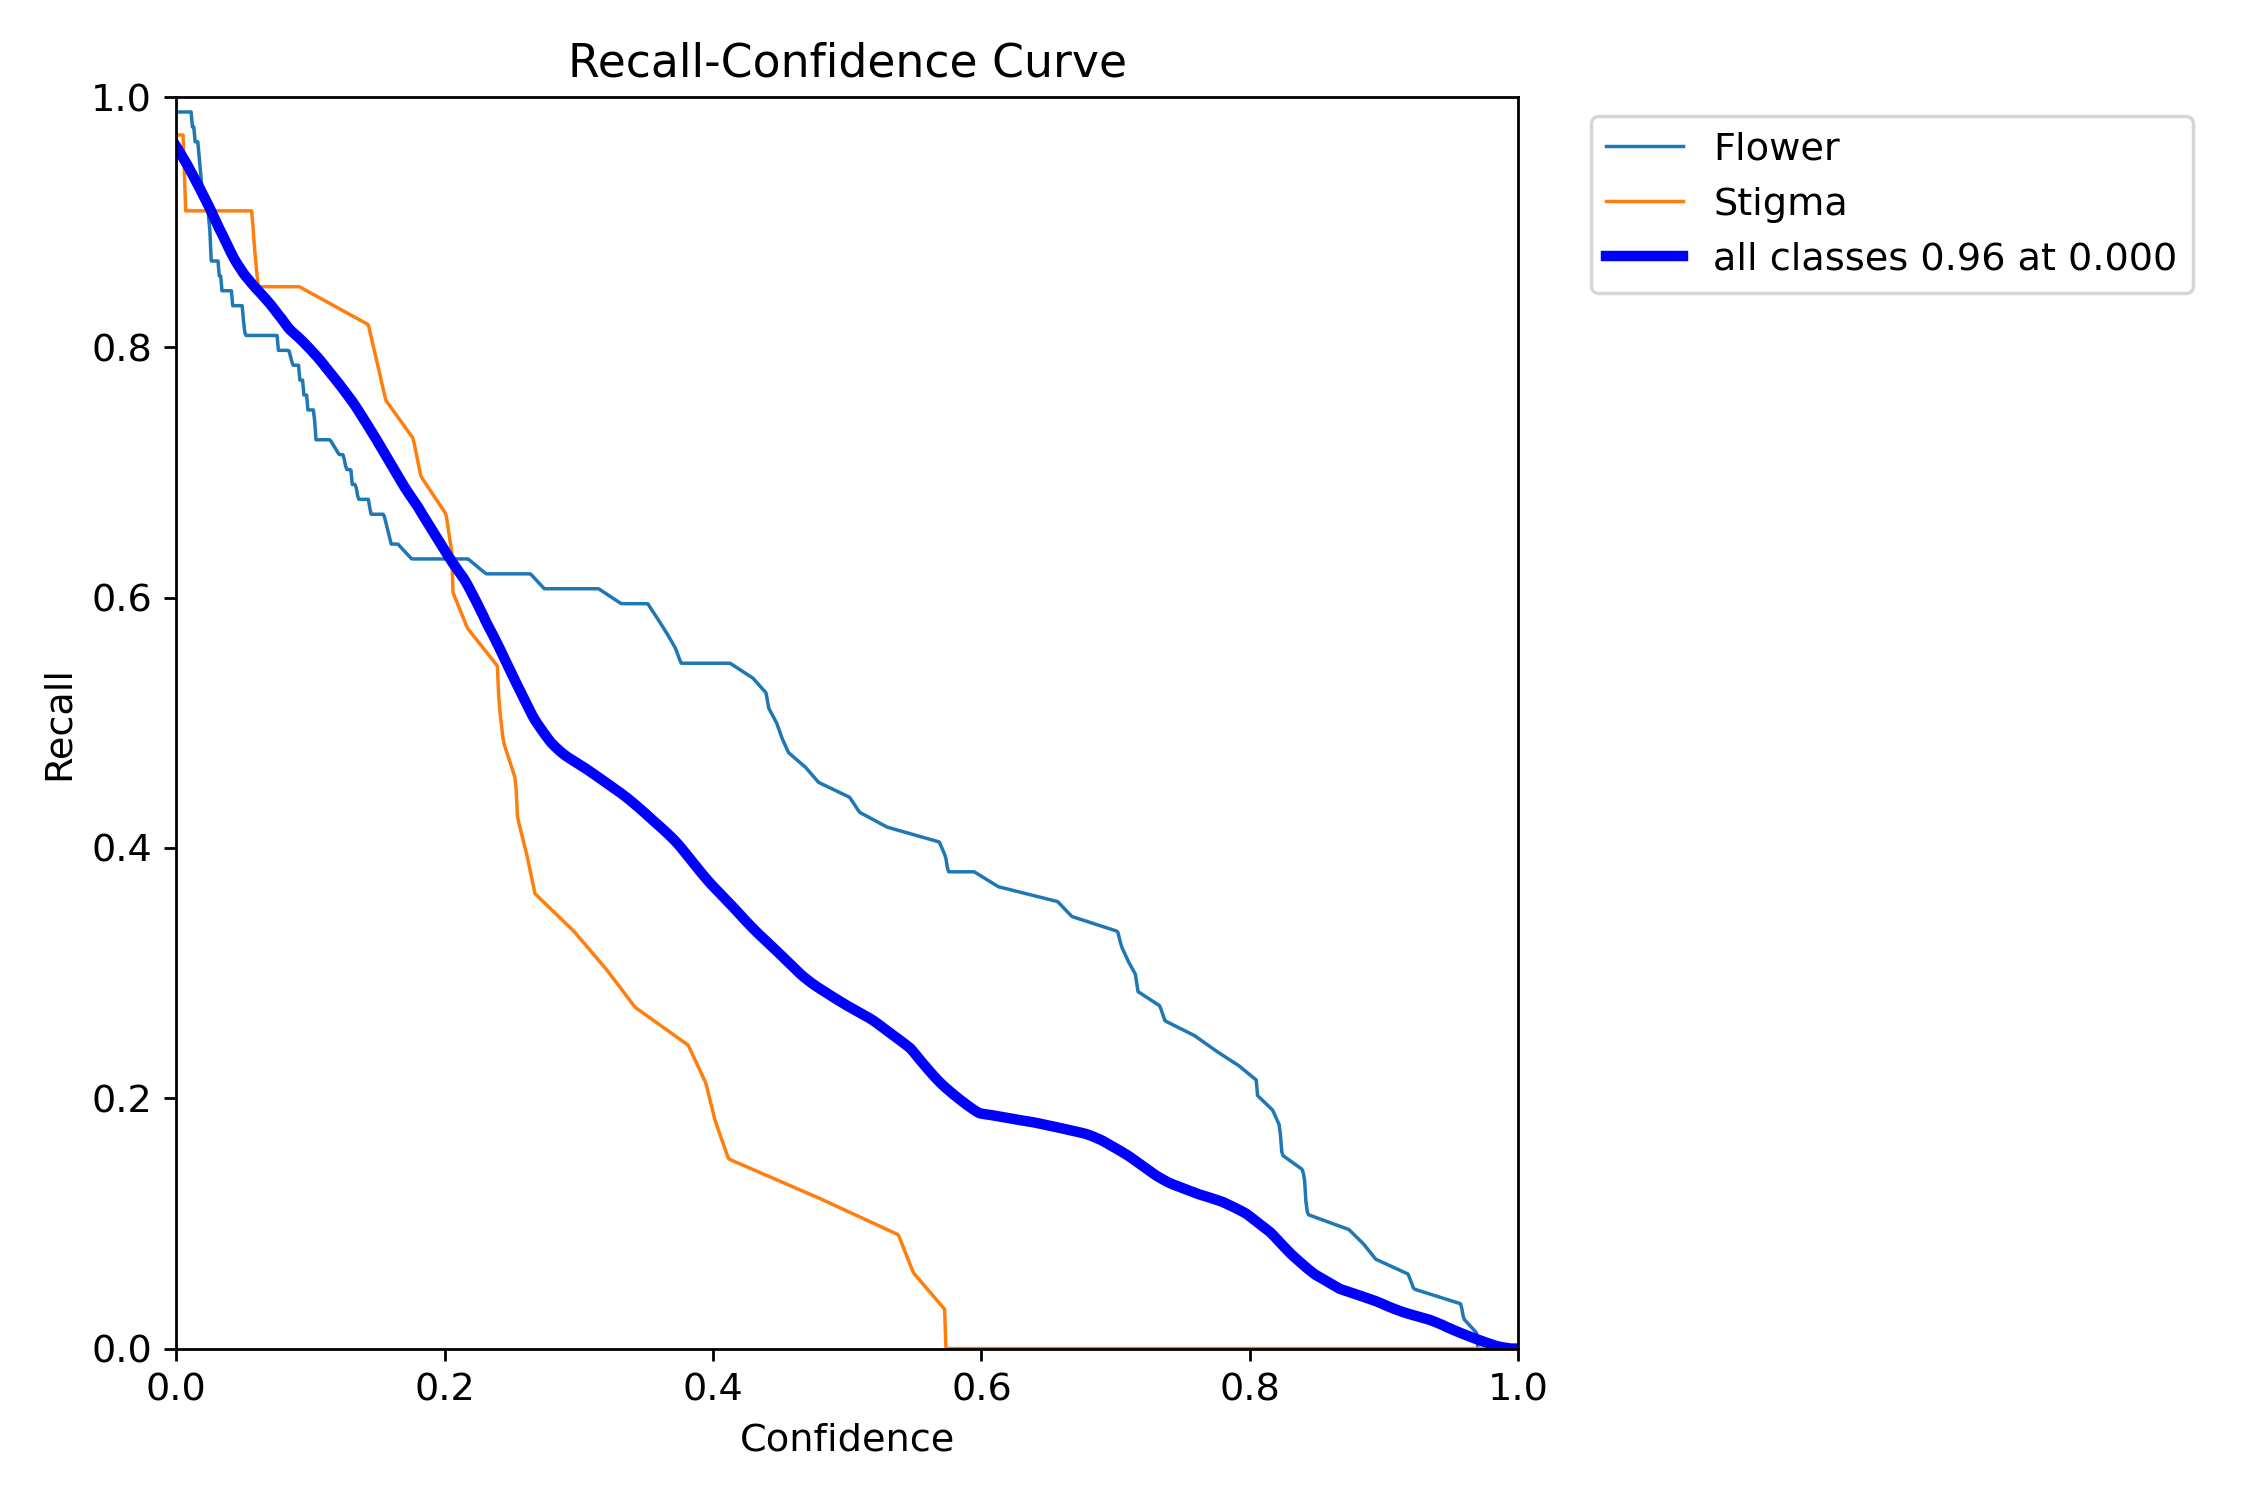 Recall-Confidence Curve
1.0
0.8
0.6
0.4
0.2
0.0
Recall
0.0 0.2 0.4 0.6 0.8 1.0
Confidence
Flower
Stigma
all classes 0.96 at 0.000